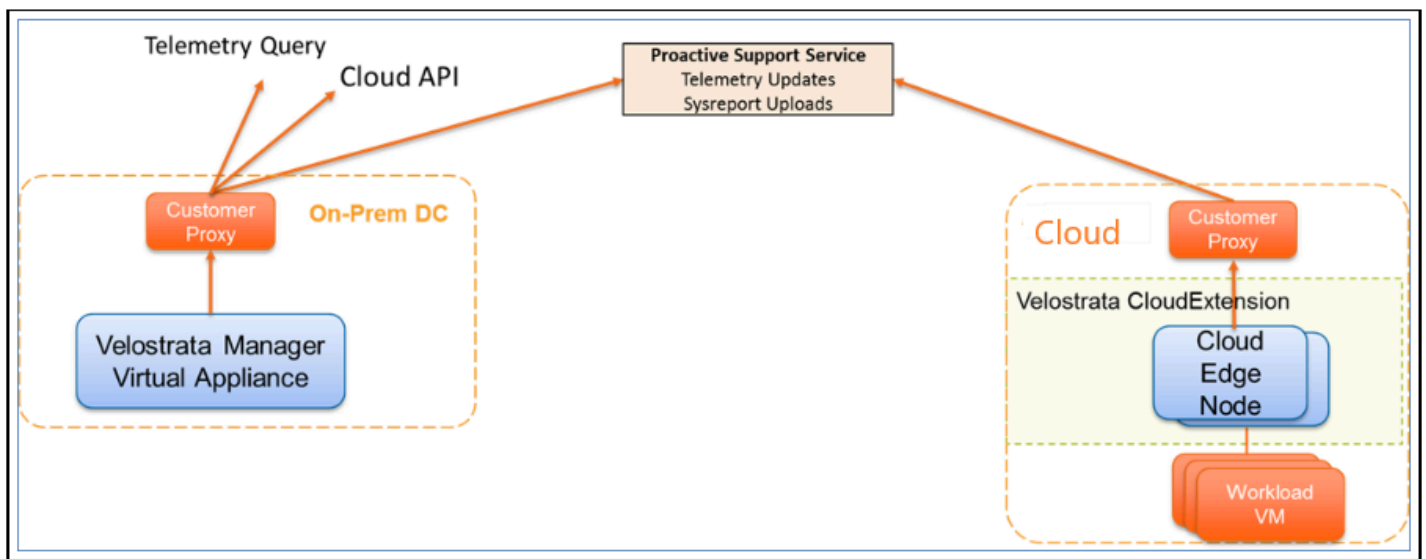 Telemetry Query
Cloud API
Proactive Support Service
Telemetry Updates
Sysreport Uploads
Customer
Proxy
On-Prem DC
Velostrata Manager
Virtual Appliance
Cloud
Customer
Proxy
Velostrata CloudExtension
Cloud
Edge
Node
Workload
VM